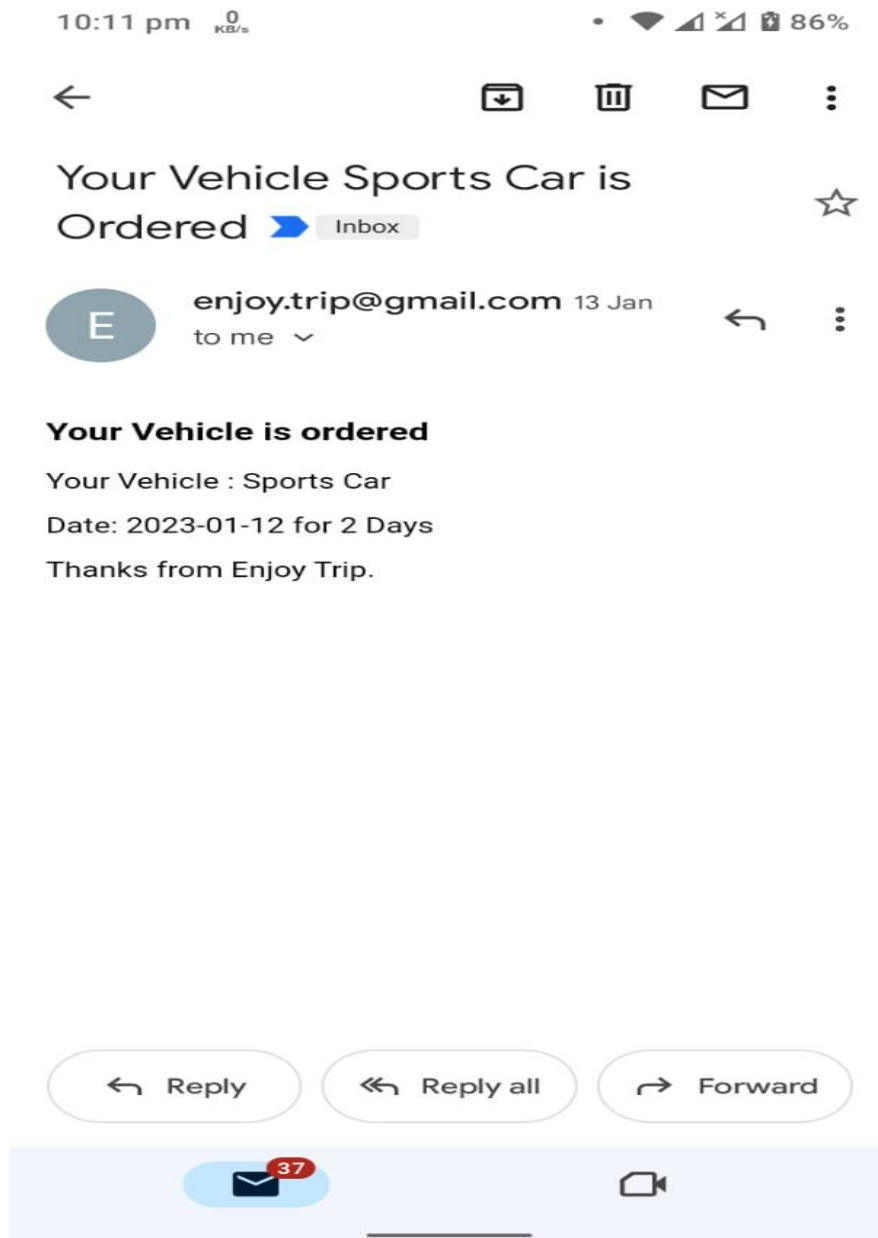 10:11 pm 0 KB/s 86%
Your Vehicle Sports Car is
Ordered Inbox
E
enjoy.trip@gmail.com 13 Jan
to me
Your Vehicle is ordered
Your Vehicle : Sports Car
Date: 2023-01-12 for 2 Days
Thanks from Enjoy Trip.
Reply Reply all Forward
37